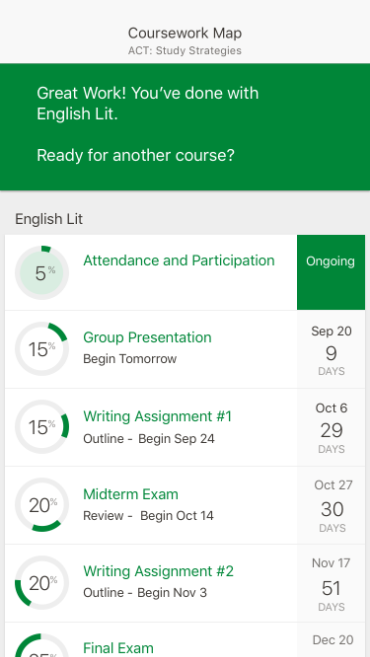 Coursework Map
ACT: Study Strategies
Great Work! You’ve done with
English Lit.
Ready for another course?
English Lit
5%
Attendance and Participation
Ongoing
15%
Group Presentation
Begin Tomorrow
Sep 20
9
DAYS
15%
Writing Assignment #1
Outline - Begin Sep 24
Oct 6
29
DAYS
20%
Midterm Exam
Review - Begin Oct 14
Oct 27
30
DAYS
20%
Writing Assignment #2
Outline - Begin Nov 3
Nov 17
51
DAYS
Final Exam
Dec 20